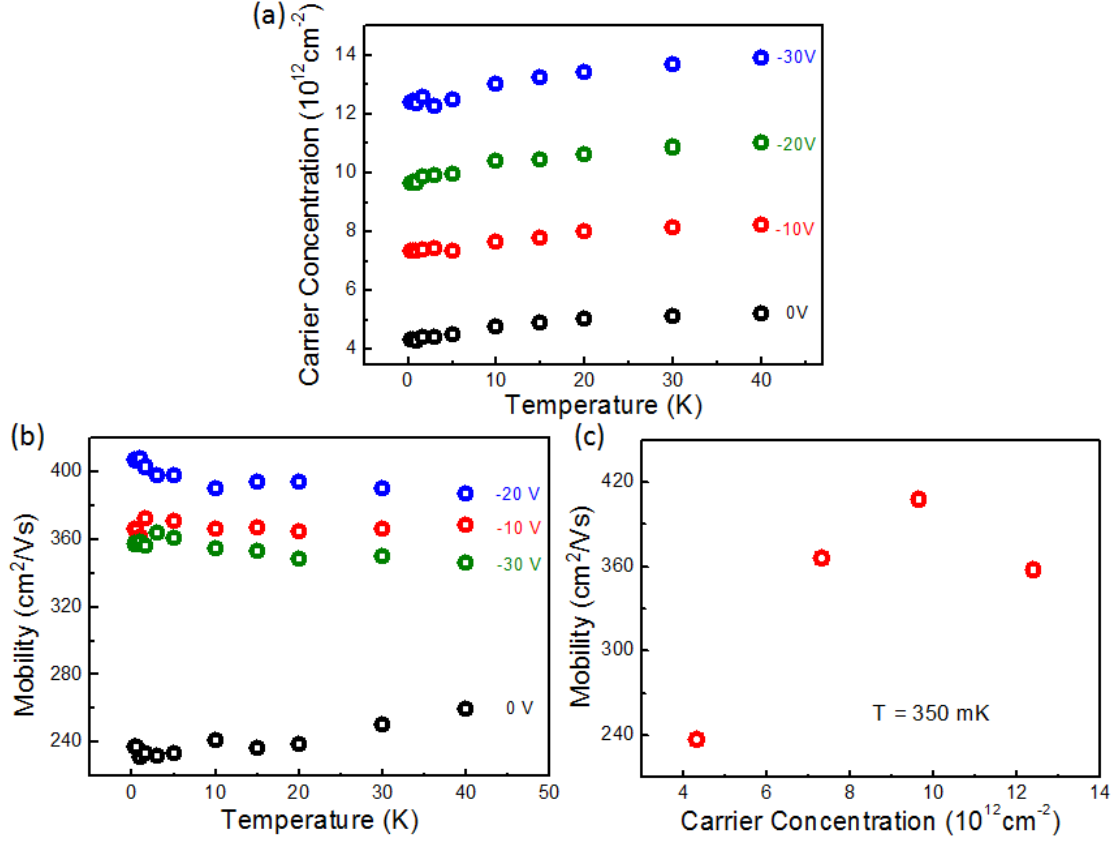 (a)
Carrier Concentration (10¹²cm⁻²)
14
12
10
8
6
4
-30V
-20V
-10V
0V
0 10 20 30 40
Temperature (K)
(b)
Mobility (cm²/Vs)
400
360
320
280
240
-20 V
-10 V
-30 V
0 V
0 10 20 30 40 50
Temperature (K)
(c)
Mobility (cm²/Vs)
420
360
300
240
T = 350 mK
4 6 8 10 12 14
Carrier Concentration (10¹²cm⁻²)